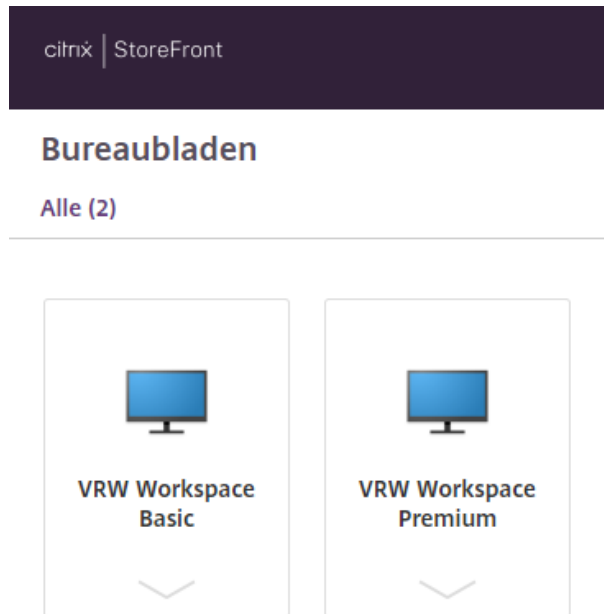 citrix | StoreFront
Bureaubladen
Alle (2)
VRW Workspace
Basic
VRW Workspace
Premium